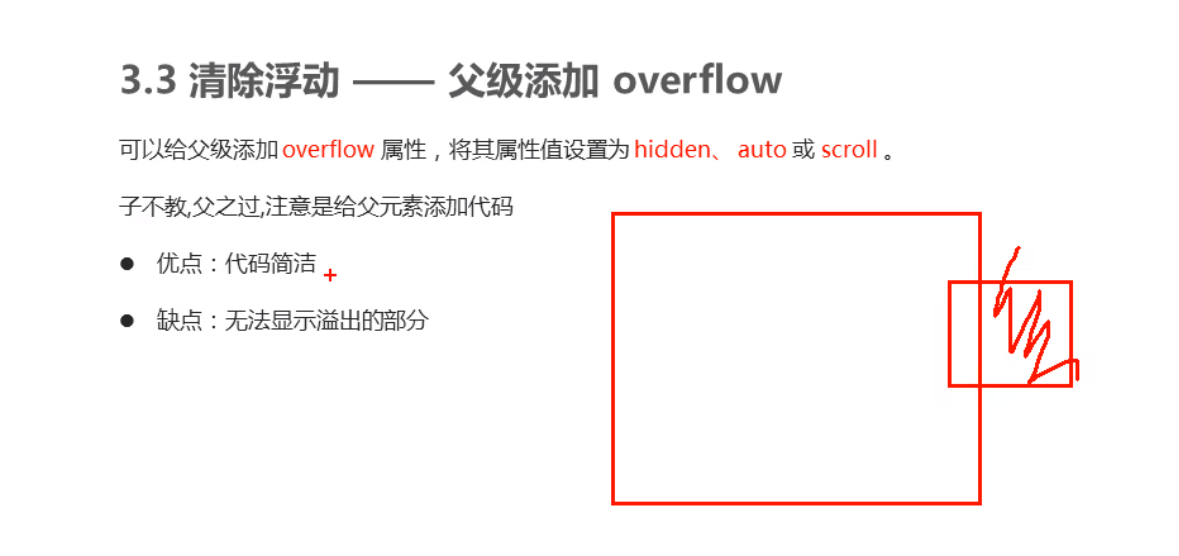 3.3 清除浮动 —— 父级添加 overflow
可以给父级添加 overflow 属性，将其属性值设置为 hidden、 auto 或 scroll 。
子不教,父之过,注意是给父元素添加代码
● 优点：代码简洁
● 缺点：无法显示溢出的部分